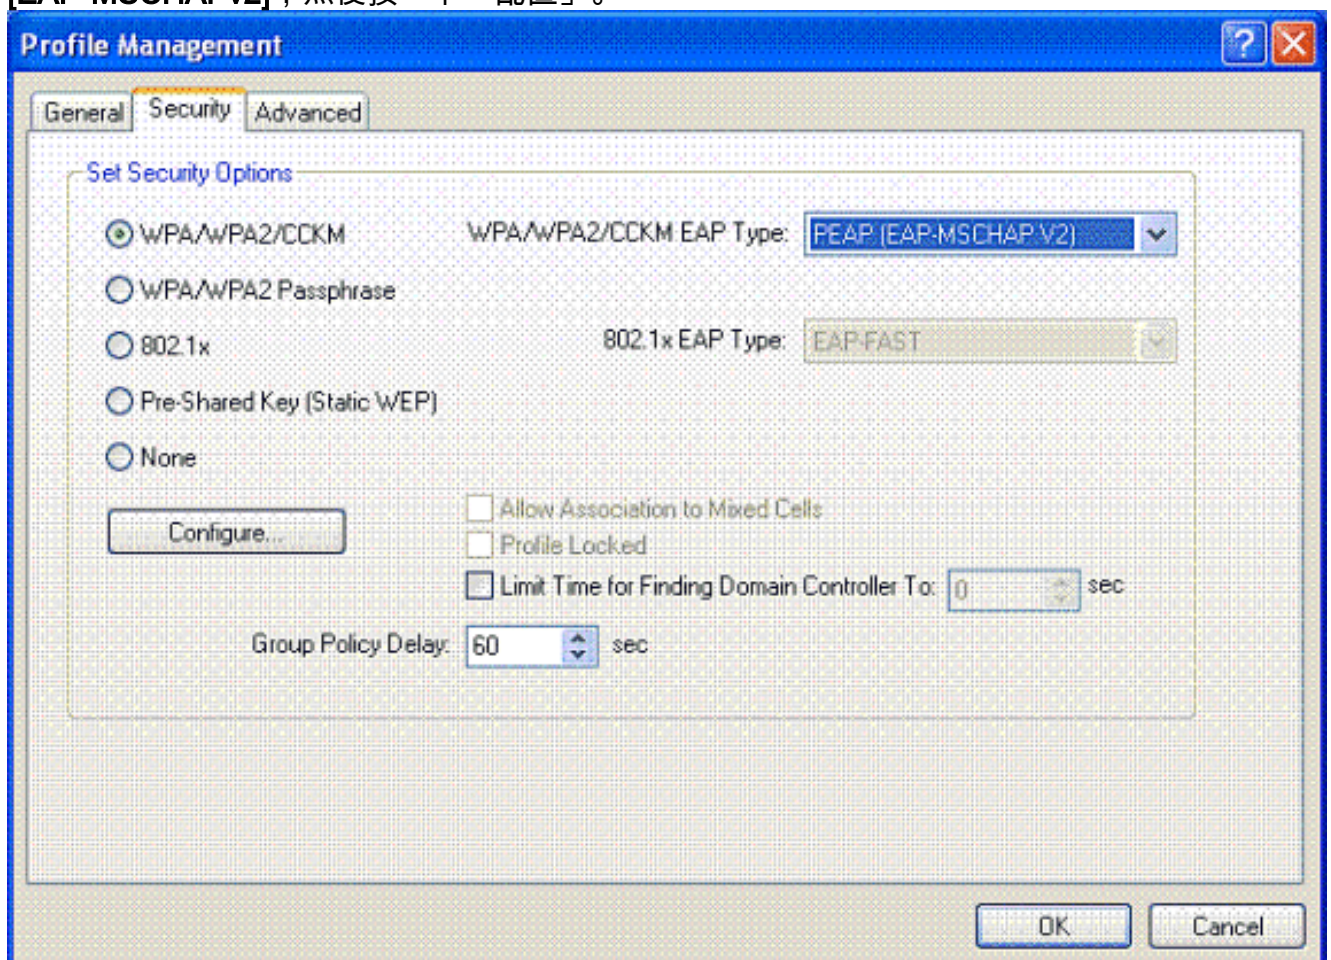 Profile Management
General Security Advanced
Set Security Options
WPA/WPA2/CCKM WPA/WPA2/CCKM EAP Type: PEAP (EAP-MSCHAP V2)
WPA/WPA2 Passphrase
802.1x 802.1x EAP Type: EAP-FAST
Pre-Shared Key (Static WEP)
None
Configure... Allow Association to Mixed Cells
Profile Locked
Limit Time for Finding Domain Controller To: 0 sec
Group Policy Delay: 60 sec
OK Cancel